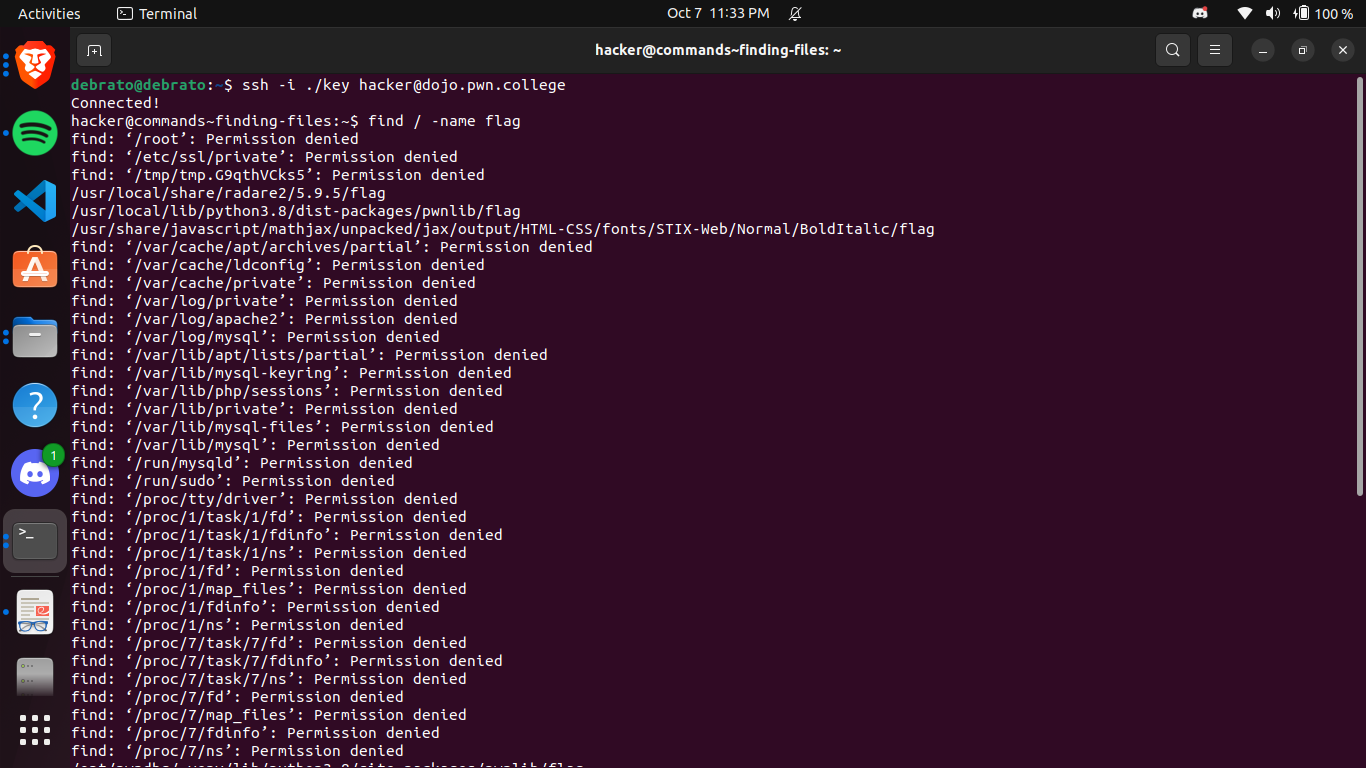 Activities
Terminal
Oct 7 11:33 PM
100 %
hacker@commands~finding-files: ~
debrato@debrato:~$ ssh -i ./key hacker@dojo.pwn.college
Connected!
hacker@commands~finding-files:~$ find / -name flag
find: ‘/root’: Permission denied
find: ‘/etc/ssl/private’: Permission denied
find: ‘/tmp/tmp.G9qthVCks5’: Permission denied
/usr/local/share/radare2/5.9.5/flag
/usr/local/lib/python3.8/dist-packages/pwnlib/flag
/usr/share/javascript/mathjax/unpacked/jax/output/HTML-CSS/fonts/STIX-Web/Normal/BoldItalic/flag
find: ‘/var/cache/apt/archives/partial’: Permission denied
find: ‘/var/cache/ldconfig’: Permission denied
find: ‘/var/cache/private’: Permission denied
find: ‘/var/log/private’: Permission denied
find: ‘/var/log/apache2’: Permission denied
find: ‘/var/log/mysql’: Permission denied
find: ‘/var/lib/apt/lists/partial’: Permission denied
find: ‘/var/lib/mysql-keyring’: Permission denied
find: ‘/var/lib/php/sessions’: Permission denied
find: ‘/var/lib/private’: Permission denied
find: ‘/var/lib/mysql-files’: Permission denied
find: ‘/var/lib/mysql’: Permission denied
find: ‘/run/mysqld’: Permission denied
find: ‘/run/sudo’: Permission denied
find: ‘/proc/tty/driver’: Permission denied
find: ‘/proc/1/task/1/fd’: Permission denied
find: ‘/proc/1/task/1/fdinfo’: Permission denied
find: ‘/proc/1/task/1/ns’: Permission denied
find: ‘/proc/1/fd’: Permission denied
find: ‘/proc/1/map_files’: Permission denied
find: ‘/proc/1/fdinfo’: Permission denied
find: ‘/proc/1/ns’: Permission denied
find: ‘/proc/7/task/7/fd’: Permission denied
find: ‘/proc/7/task/7/fdinfo’: Permission denied
find: ‘/proc/7/task/7/ns’: Permission denied
find: ‘/proc/7/fd’: Permission denied
find: ‘/proc/7/map_files’: Permission denied
find: ‘/proc/7/fdinfo’: Permission denied
find: ‘/proc/7/ns’: Permission denied
1